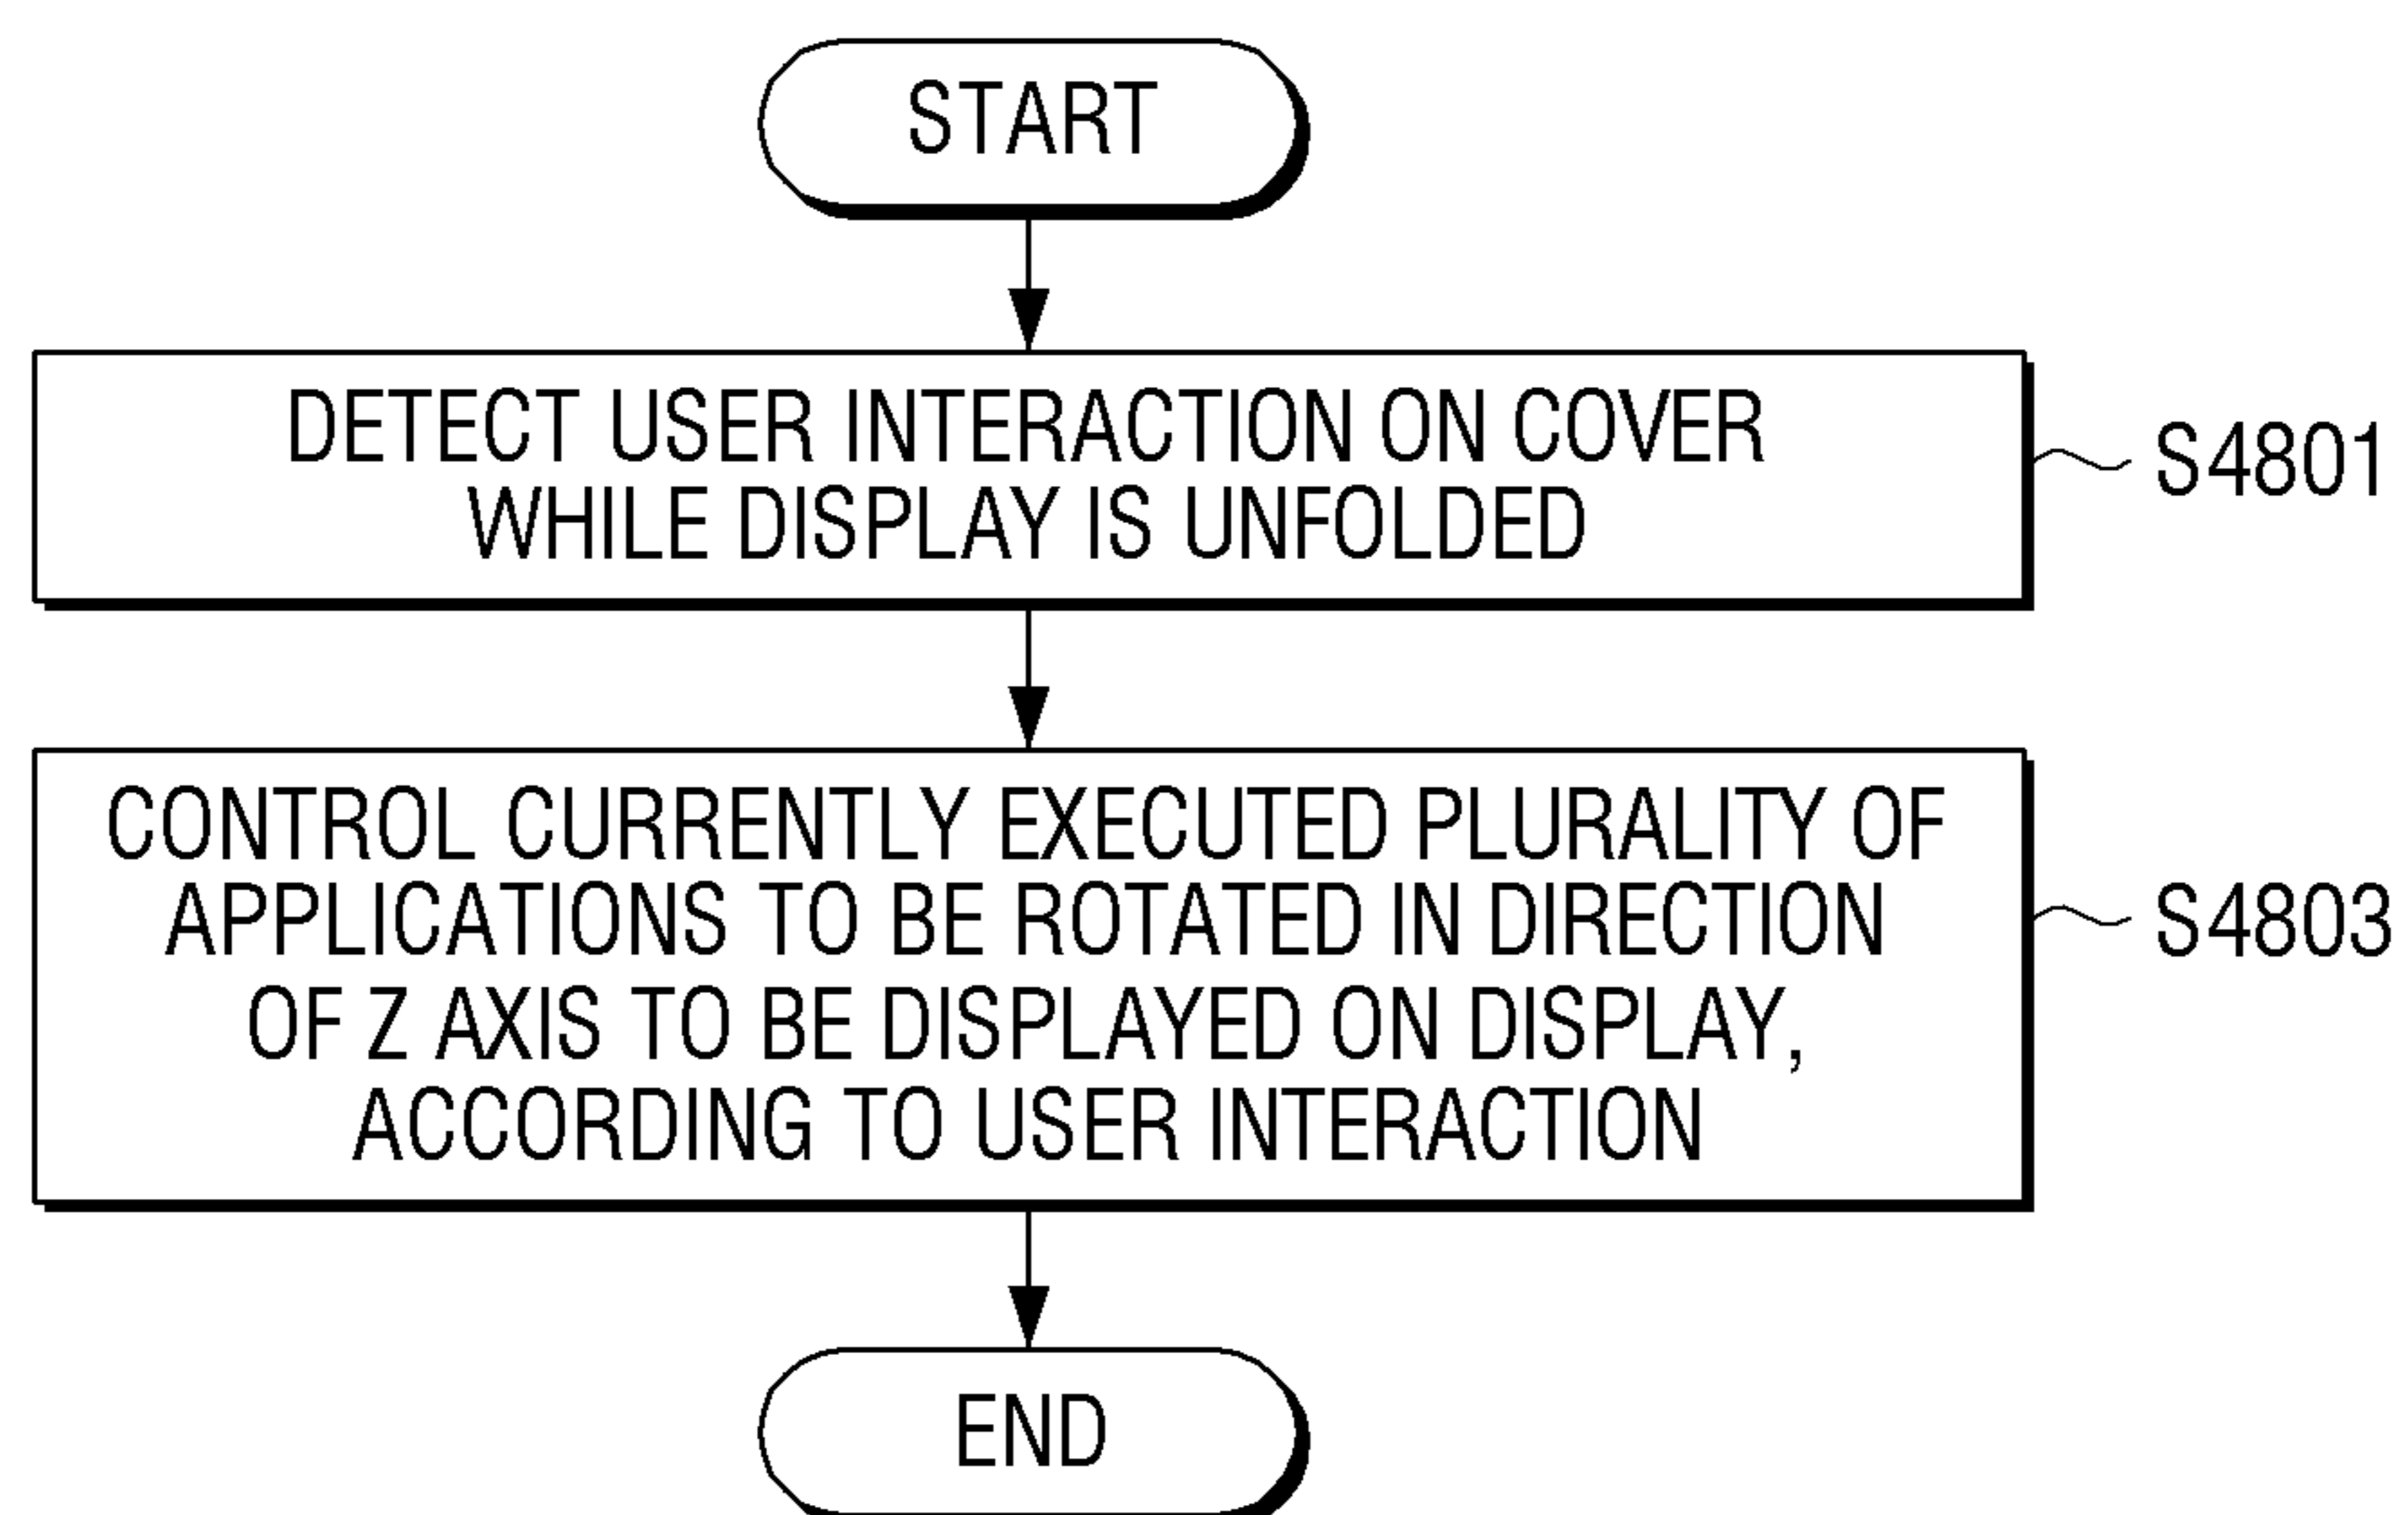 START
DETECT USER INTERACTION ON COVER
WHILE DISPLAY IS UNFOLDED
S4801
CONTROL CURRENTLY EXECUTED PLURALITY OF
APPLICATIONS TO BE ROTATED IN DIRECTION
OF Z AXIS TO BE DISPLAYED ON DISPLAY,
ACCORDING TO USER INTERACTION
S4803
END